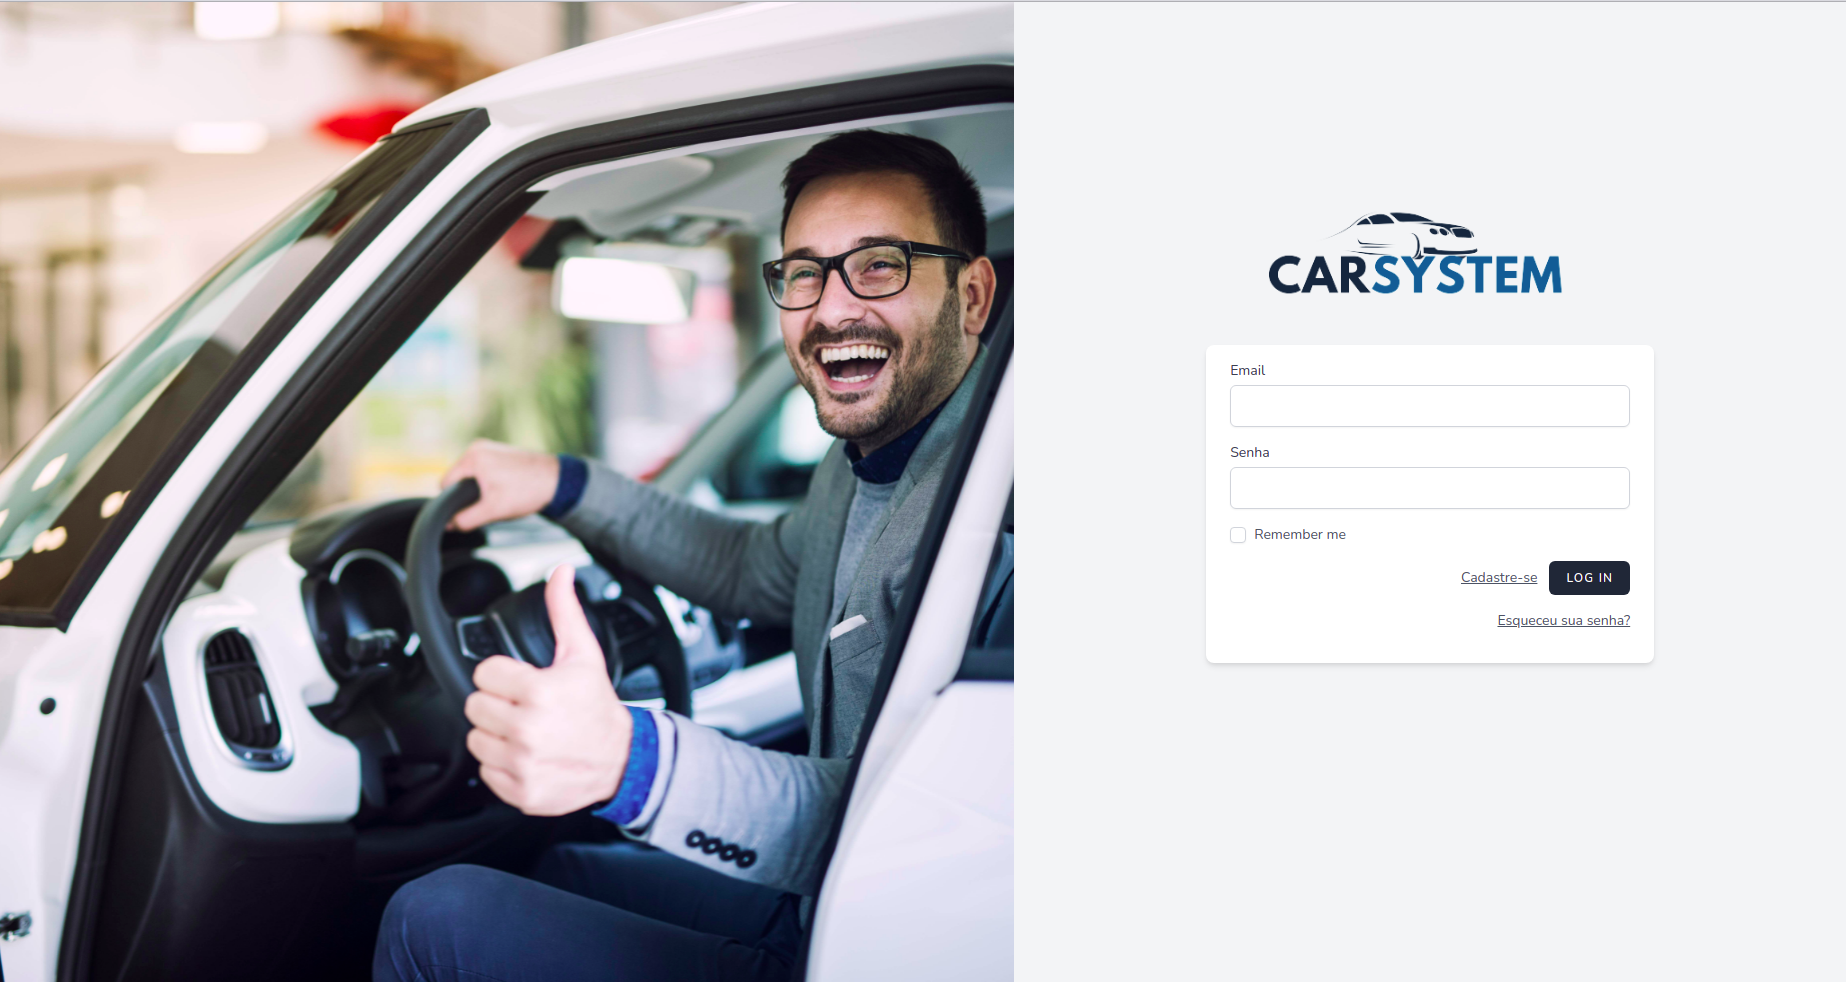 CARSYSTEM
Email
Senha
Remember me
Cadastre-se
LOG IN
Esqueceu sua senha?